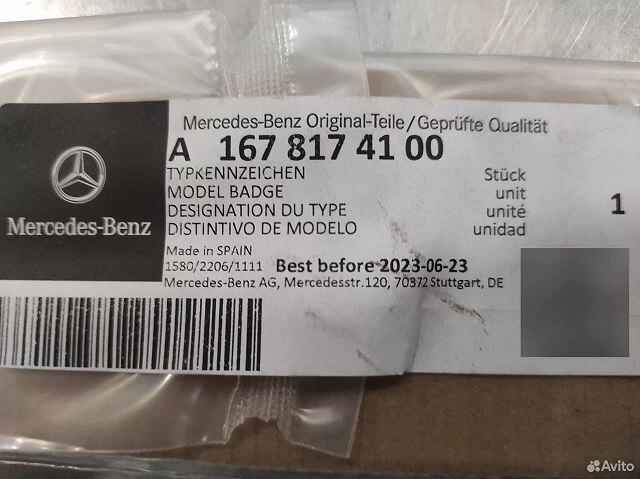 Mercedes-Benz Original-Teile/Geprüfte Qualität
A 167 817 41 00
TYPKENNZEICHEN Stück
MODEL BADGE unit
DESIGNATION DU TYPE unité 1
DISTINTIVO DE MODELO unidad
Mercedes-Benz
Made in SPAIN
1580/2206/1111 Best before 2023-06-23
Mercedes-Benz AG, Mercedesstr.120, 70372 Stuttgart, DE
Avito